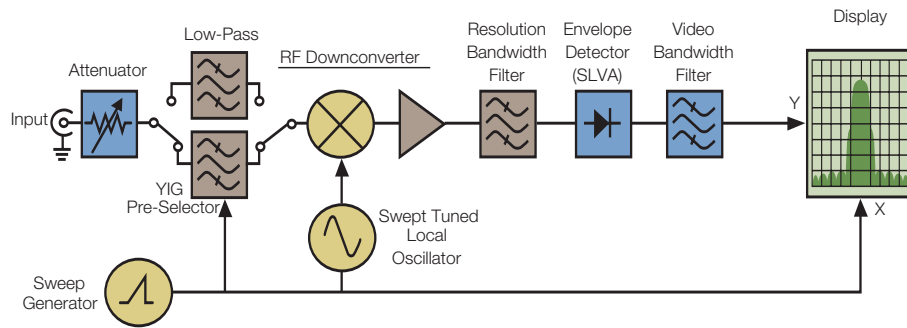 Display
Low-Pass
Resolution
Bandwidth
Filter
Envelope
Detector
(SLVA)
Video
Bandwidth
Filter
RF Downconverter
Attenuator
Input
Y
YIG
Pre-Selector
X
Swept Tuned
Local
Oscillator
Sweep
Generator